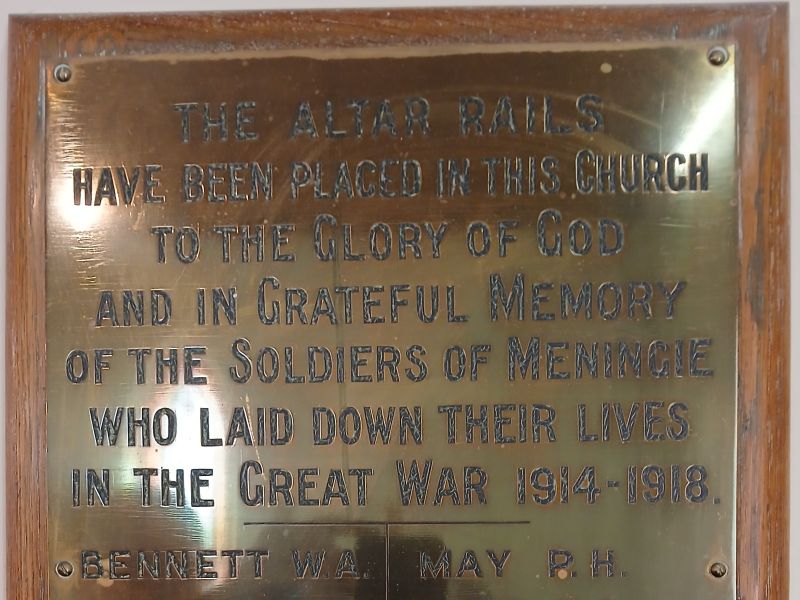 THE ALTAR RAILS
HAVE BEEN PLACED IN THIS CHURCH
TO THE GLORY OF GOD
AND IN GRATEFUL MEMORY
OF THE SOLDIERS OF MENINGIE
WHO LAID DOWN THEIR LIVES
IN THE GREAT WAR 1914-1918.
BENNETT W.A. MAY P.H.